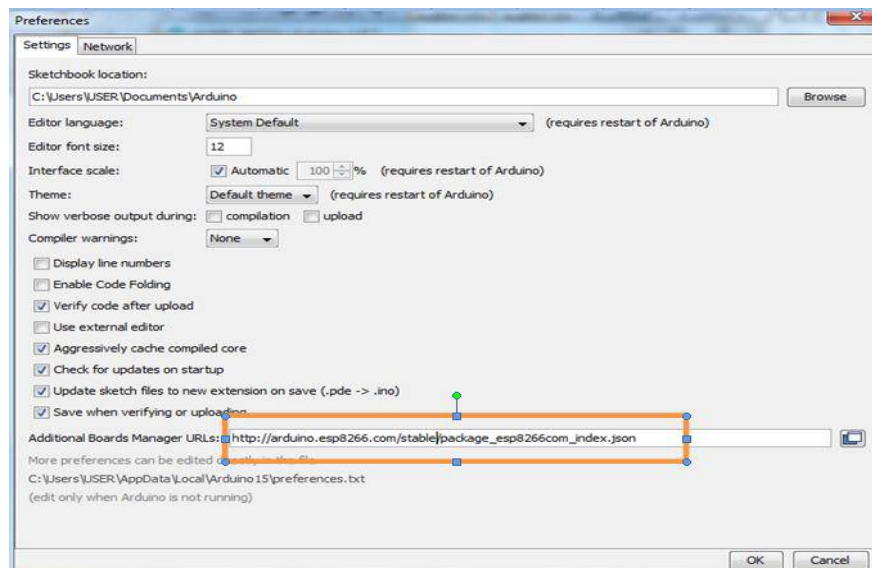 Preferences
Settings Network
Sketchbook location:
C:\Users\USER\Documents\Arduino Browse
Editor language: System Default (requires restart of Arduino)
Editor font size: 12
Interface scale: Automatic 100 % (requires restart of Arduino)
Theme: Default theme (requires restart of Arduino)
Show verbose output during: compilation upload
Compiler warnings: None
Display line numbers
Enable Code Folding
Verify code after upload
Use external editor
Aggressively cache compiled core
Check for updates on startup
Update sketch files to new extension on save (.pde -> .ino)
Save when verifying or uploading
Additional Boards Manager URLs: http://arduino.esp8266.com/stable/package_esp8266com_index.json
More preferences can be edited directly in the file
C:\Users\USER\AppData\Local\Arduino15\preferences.txt
(edit only when Arduino is not running)
OK Cancel